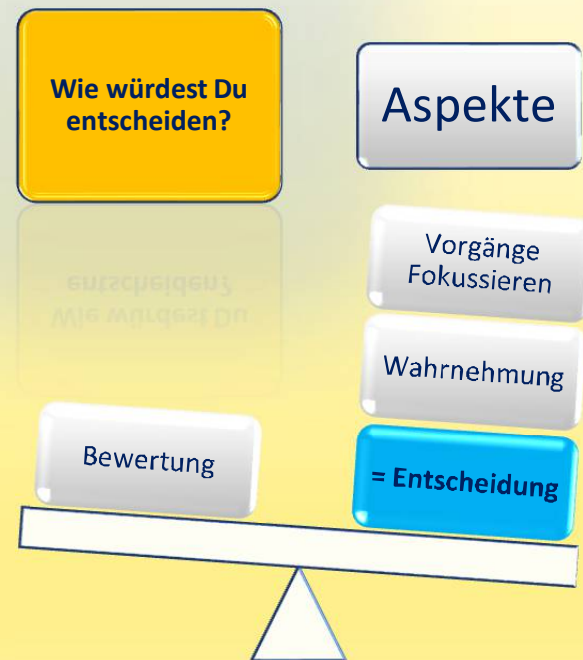 Wie würdest Du
entscheiden?
Aspekte
Vorgänge
Fokussieren
Wahrnehmung
Bewertung
= Entscheidung